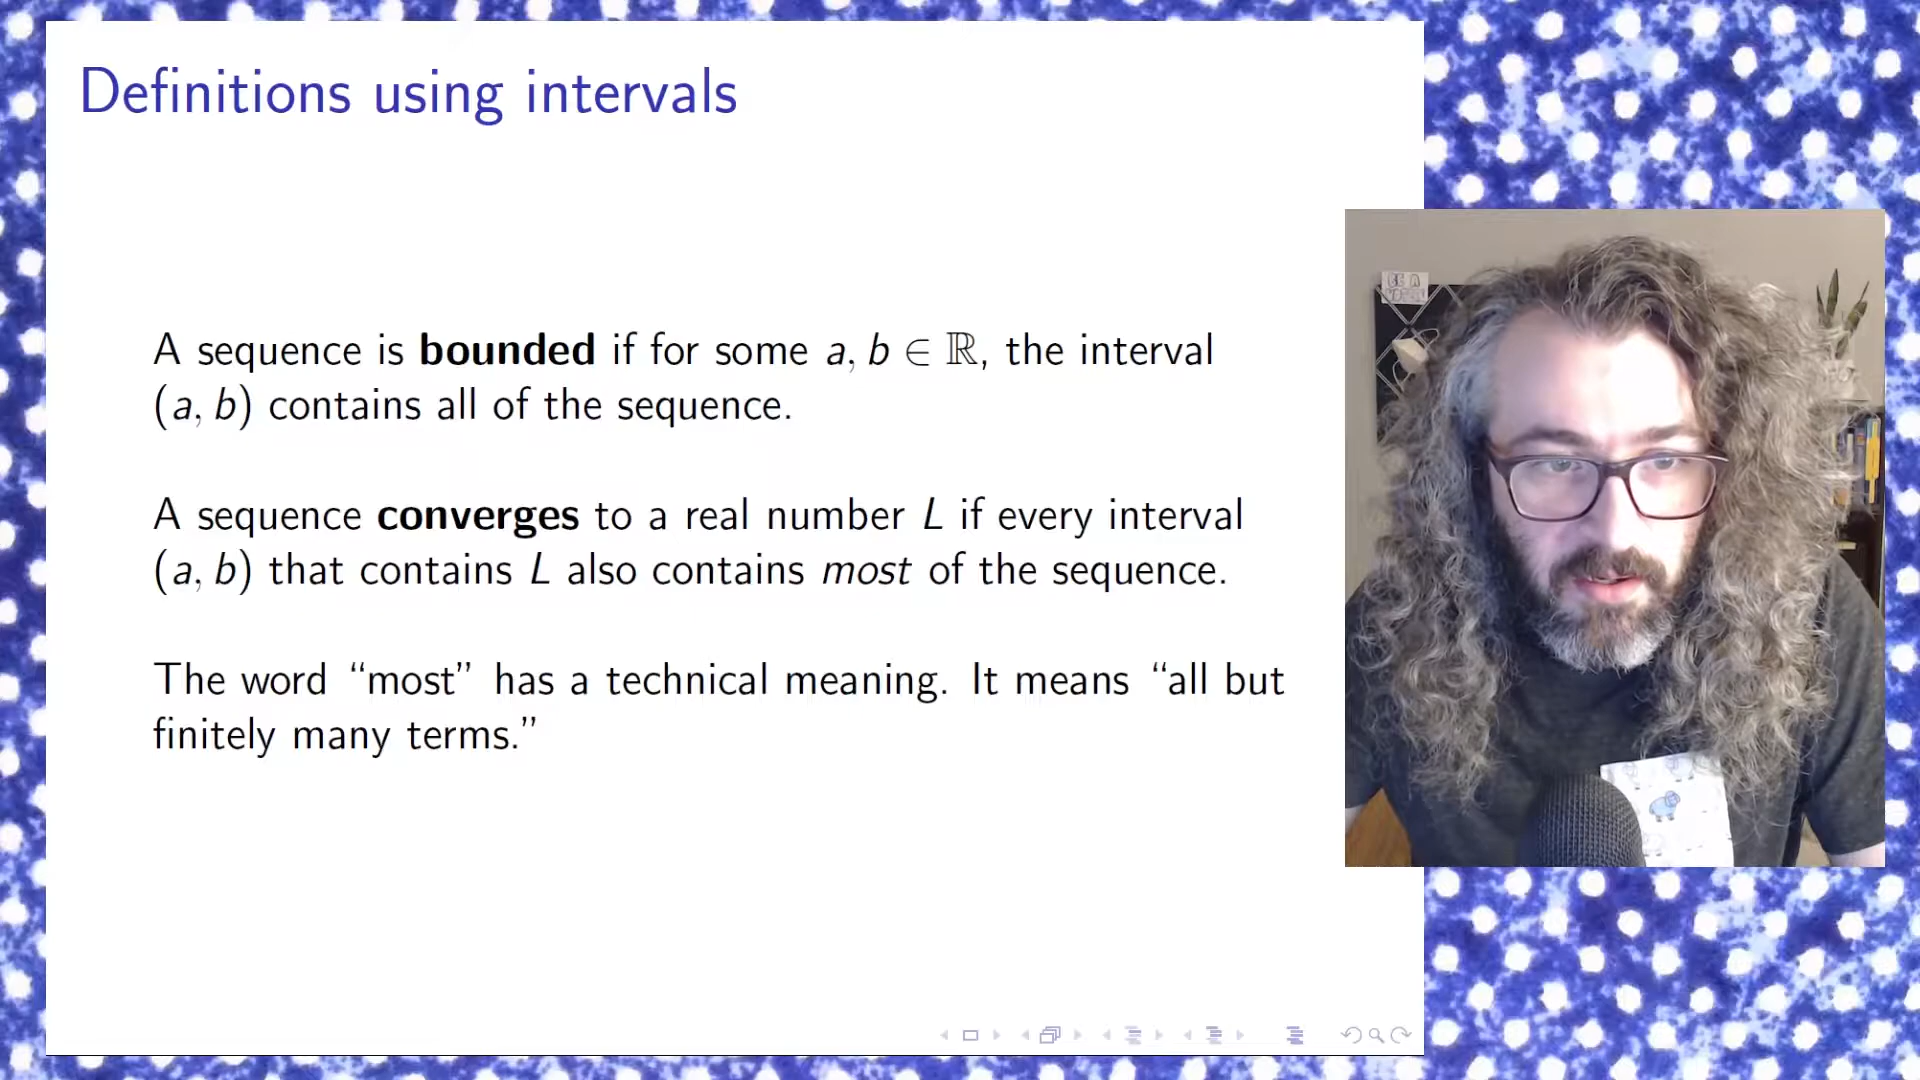 Definitions using intervals
A sequence is bounded if for some a, b ∈ ℝ, the interval
(a, b) contains all of the sequence.
A sequence converges to a real number L if every interval
(a, b) that contains L also contains most of the sequence.
The word “most” has a technical meaning. It means “all but
finitely many terms.”
BE A